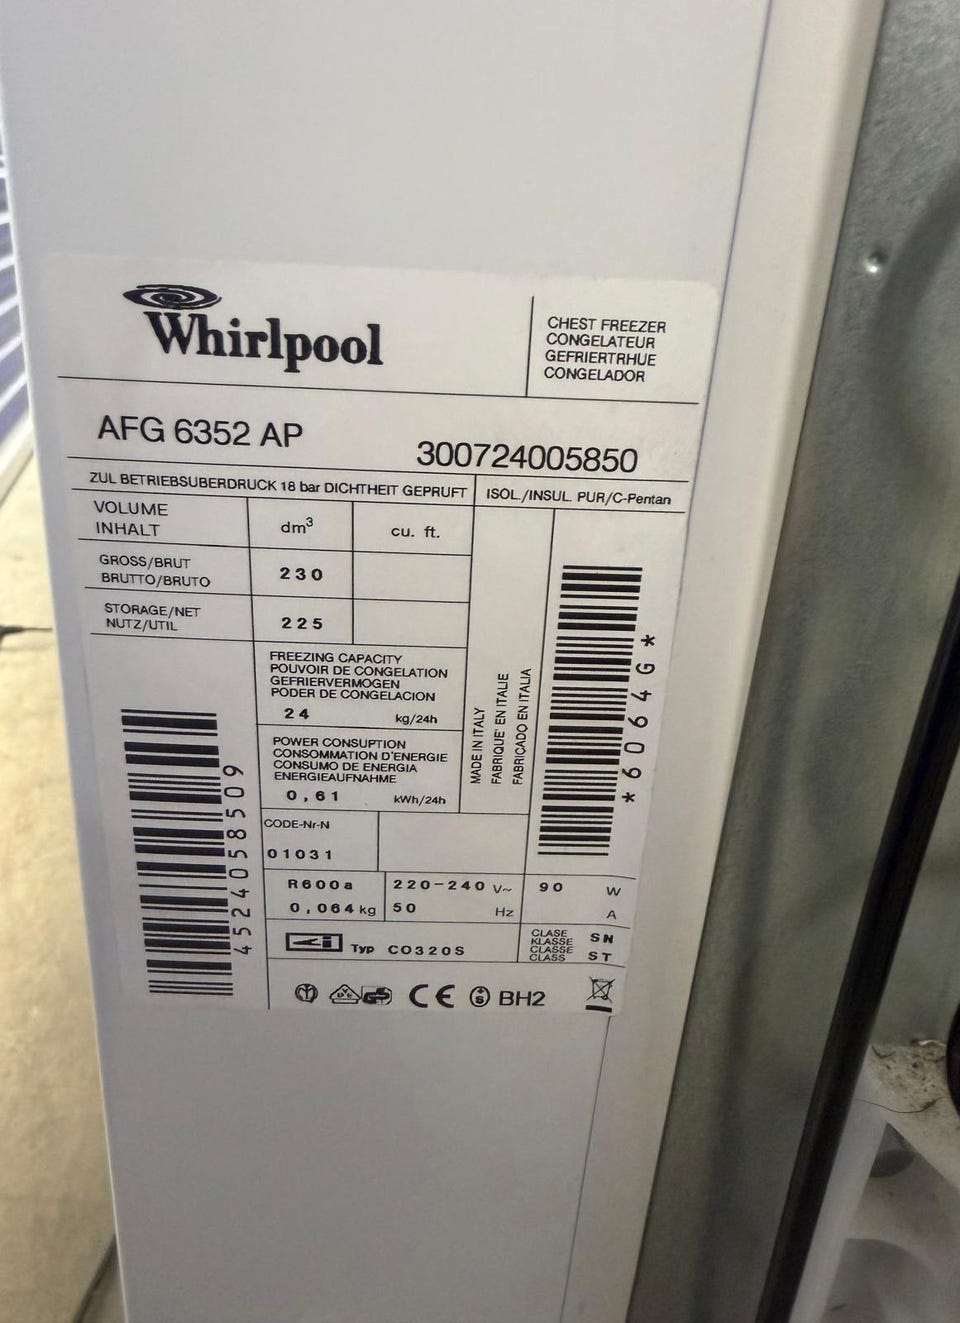 Whirlpool
CHEST FREEZER
CONGELATEUR
GEFRIERTRHUE
CONGELADOR
AFG 6352 AP
300724005850
ZUL BETRIEBSUBERDRUCK 18 bar DICHTHEIT GEPRUFT
ISOL./INSUL. PUR/C-Pentan
VOLUME
INHALT
dm³
cu. ft.
GROSS/BRUT
BRUTTO/BRUTO
230
STORAGE/NET
NUTZ/UTIL
225
FREEZING CAPACITY
POUVOIR DE CONGELATION
GEFRIERVERMOGEN
PODER DE CONGELACION
24 kg/24h
POWER CONSUPTION
CONSOMMATION D'ENERGIE
CONSUMO DE ENERGIA
ENERGIEAUFNAHME
0,61 kWh/24h
MADE IN ITALY
FABRIQUE' EN ITALIE
FABRICADO EN ITALIA
*6064G*
4524058509
CODE-Nr-N
01031
R600a
0,064 kg
220-240 V~
50 Hz
90 W
A
Typ CO320S
CLASE
KLASSE
CLASSE
CLASS
SN
ST
CE
S
BH2